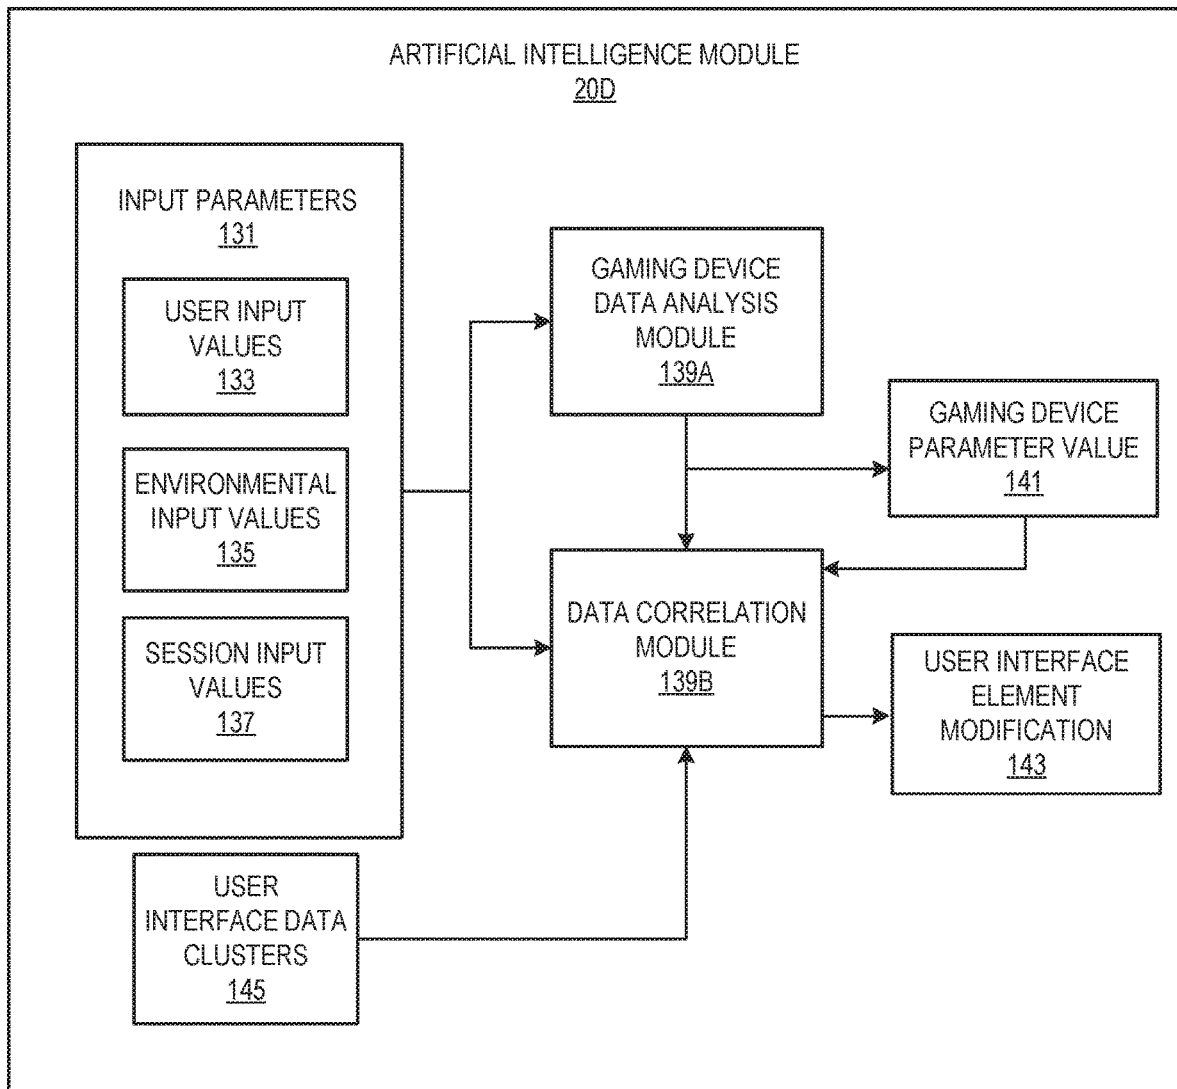 ARTIFICIAL INTELLIGENCE MODULE
20D
INPUT PARAMETERS
131
USER INPUT
VALUES
133
ENVIRONMENTAL
INPUT VALUES
135
SESSION INPUT
VALUES
137
USER
INTERFACE DATA
CLUSTERS
145
GAMING DEVICE
DATA ANALYSIS
MODULE
139A
DATA CORRELATION
MODULE
139B
GAMING DEVICE
PARAMETER VALUE
141
USER INTERFACE
ELEMENT
MODIFICATION
143